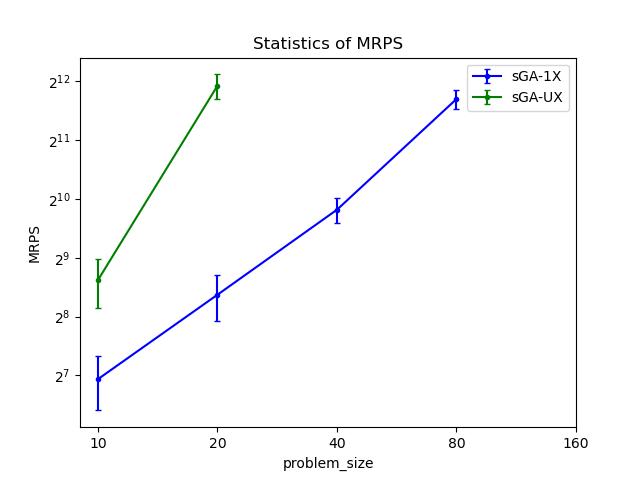 Statistics of MRPS
sGA-1X
sGA-UX
2^12
2^11
2^10
2^9
2^8
2^7
MRPS
10 20 40 80 160
problem_size